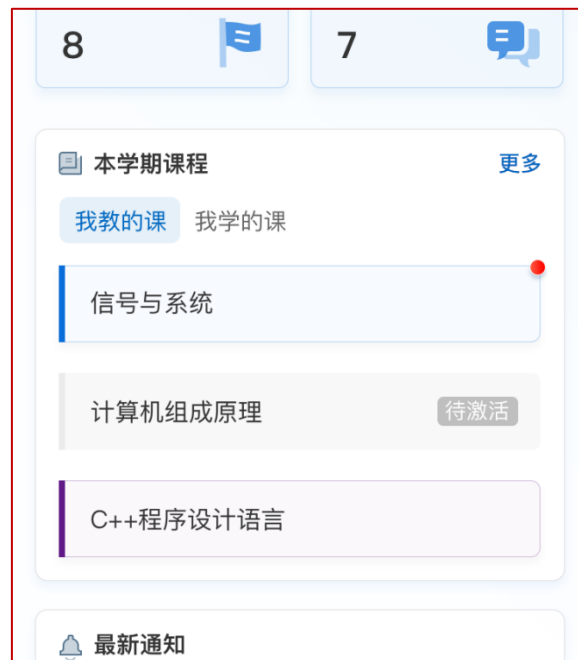 8
7
本学期课程
更多
我教的课 我学的课
信号与系统
计算机组成原理 待激活
C++程序设计语言
最新通知